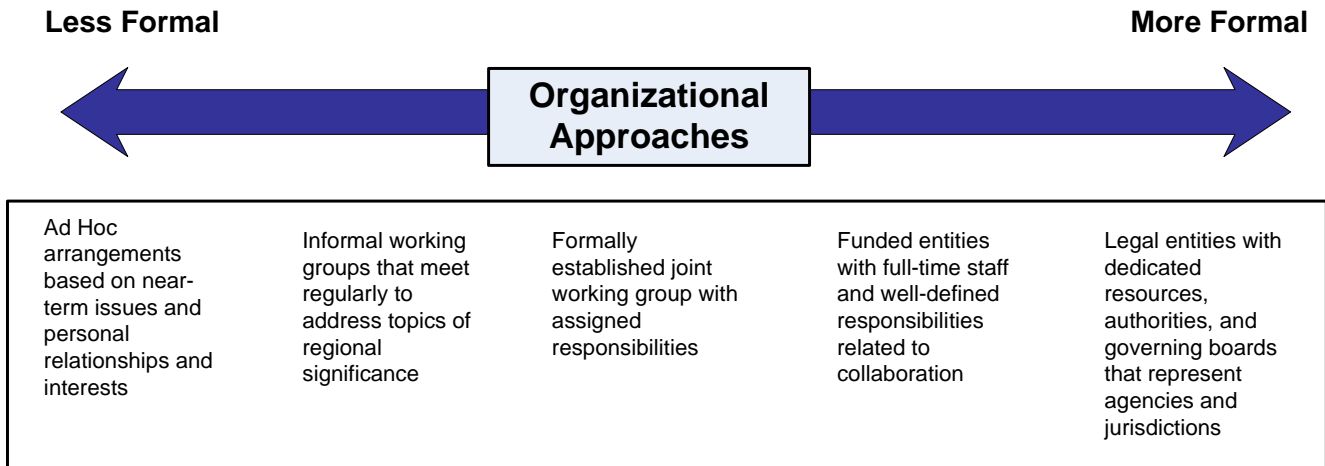 Less Formal
More Formal
Organizational
Approaches
Ad Hoc
arrangements
based on near-
term issues and
personal
relationships and
interests
Informal working
groups that meet
regularly to
address topics of
regional
significance
Formally
established joint
working group with
assigned
responsibilities
Funded entities
with full-time staff
and well-defined
responsibilities
related to
collaboration
Legal entities with
dedicated
resources,
authorities, and
governing boards
that represent
agencies and
jurisdictions